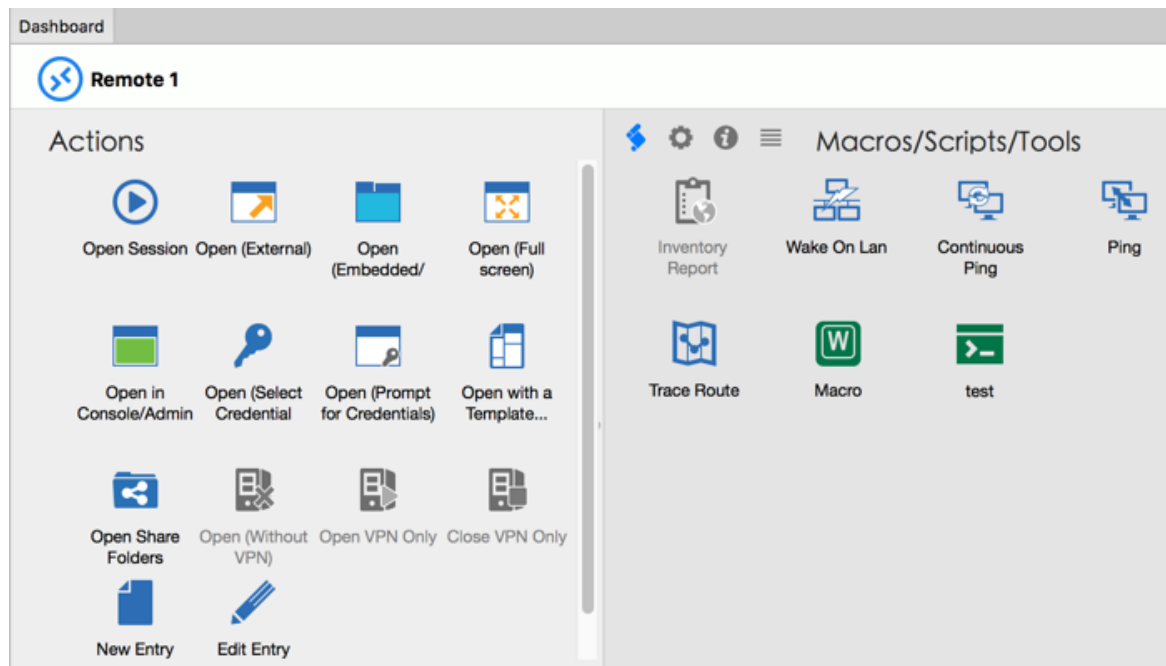 Dashboard
Remote 1
Actions
Open Session
Open (External)
Open
(Embedded/
Open (Full
screen)
Open in
Console/Admin
Open (Select
Credential
Open (Prompt
for Credentials)
Open with a
Template...
Open Share
Folders
Open (Without
VPN)
Open VPN Only
Close VPN Only
New Entry
Edit Entry
Macros/Scripts/Tools
Inventory
Report
Wake On Lan
Continuous
Ping
Ping
Trace Route
W
Macro
test